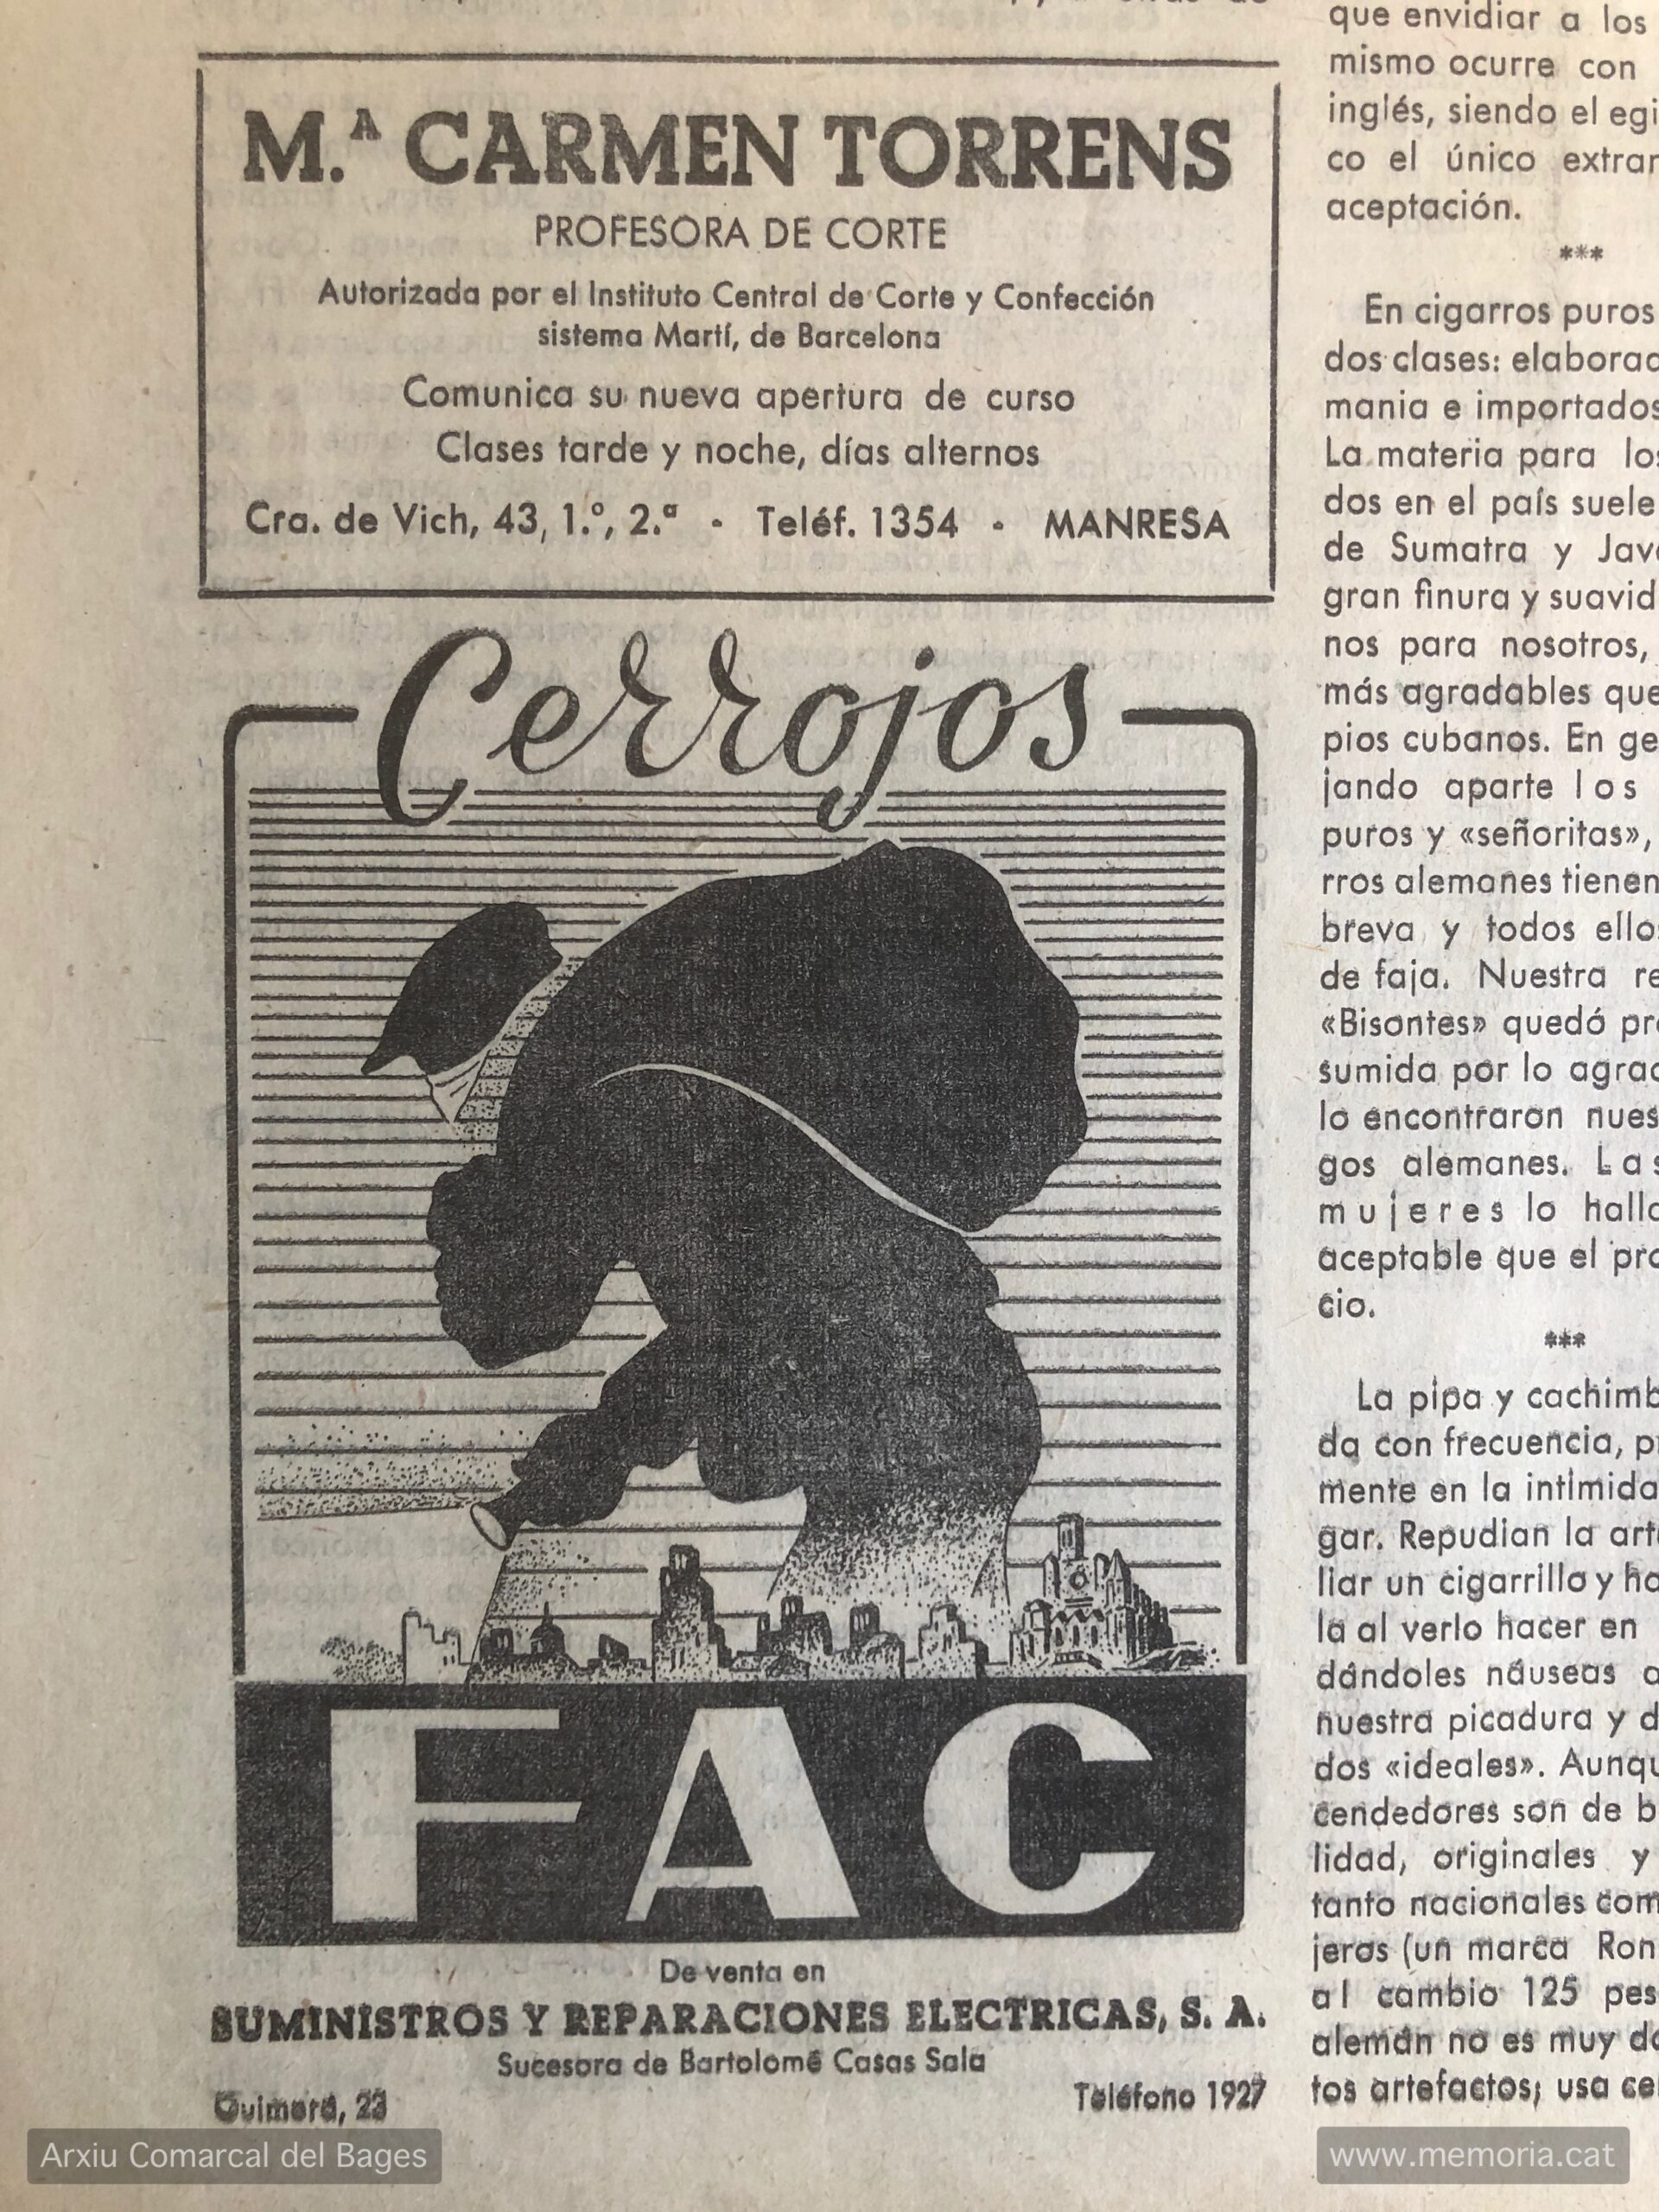 M.ª CARMEN TORRENS
PROFESORA DE CORTE
Autorizada por el Instituto Central de Corte y Confección
sistema Martí, de Barcelona
Comunica su nueva apertura de curso
Clases tarde y noche, días alternos
Cra. de Vich, 43, 1.º, 2.ª - Teléf. 1354 - MANRESA
Cerrojos
FAC
De venta en
SUMINISTROS Y REPARACIONES ELECTRICAS, S. A.
Sucesora de Bartolomé Casas Sala
Guimerá, 23 Teléfono 1927
que envidiar a los
mismo ocurre con
inglés, siendo el egi
co el único extran
aceptación.
***
En cigarros puros
dos clases: elaborad
mania e importados
La materia para los
dos en el país suele
de Sumatra y Jav
gran finura y suavid
nos para nosotros,
más agradables que
pios cubanos. En ge
jando aparte los
puros y «señoritas»,
rros alemanes tienen
breva y todos ellos
de faja. Nuestra re
«Bisontes» quedó pr
sumida por lo agrad
lo encontraron nues
gos alemanes. Las
mujeres lo halla
aceptable que el pro
cio.
***
La pipa y cachimb
da con frecuencia, pr
mente en la intimida
gar. Repudian la art
liar un cigarrillo y ha
la al verlo hacer en
dándoles náuseas
nuestra picadura y d
dos «ideales». Aunqu
cendedores son de b
lidad, originales y
tanto nacionales com
jeros (un marca Ron
al cambio 125 pes
alemán no es muy da
tos artefactos; usa ce
Arxiu Comarcal del Bages
www.memoria.cat